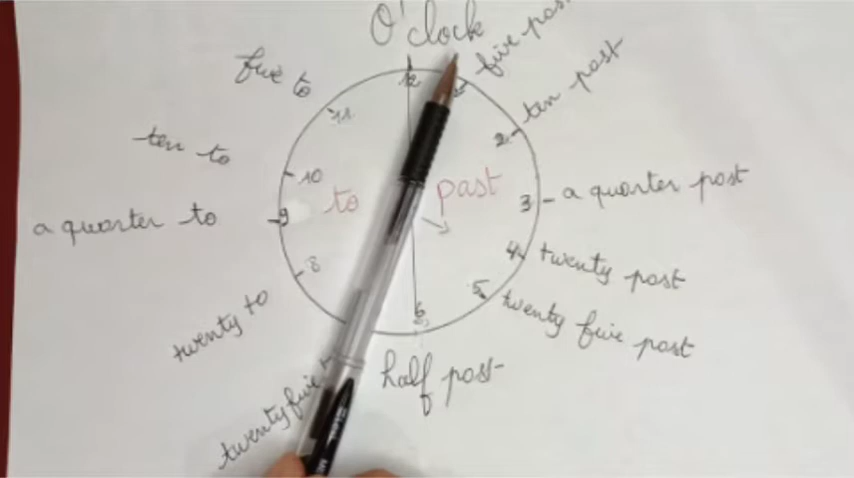 O'clock
five past
ten past
a quarter past
twenty past
twenty five past
half past
twenty five
twenty to
a quarter to
ten to
five to
to
past
12
2
3
4
5
6
8
9
10
11